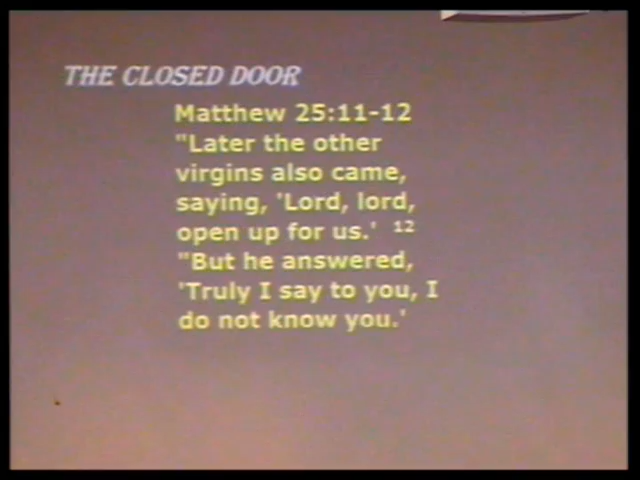 THE CLOSED DOOR
Matthew 25:11-12
"Later the other
virgins also came,
saying, 'Lord, lord,
open up for us.' 12
"But he answered,
'Truly I say to you, I
do not know you.'